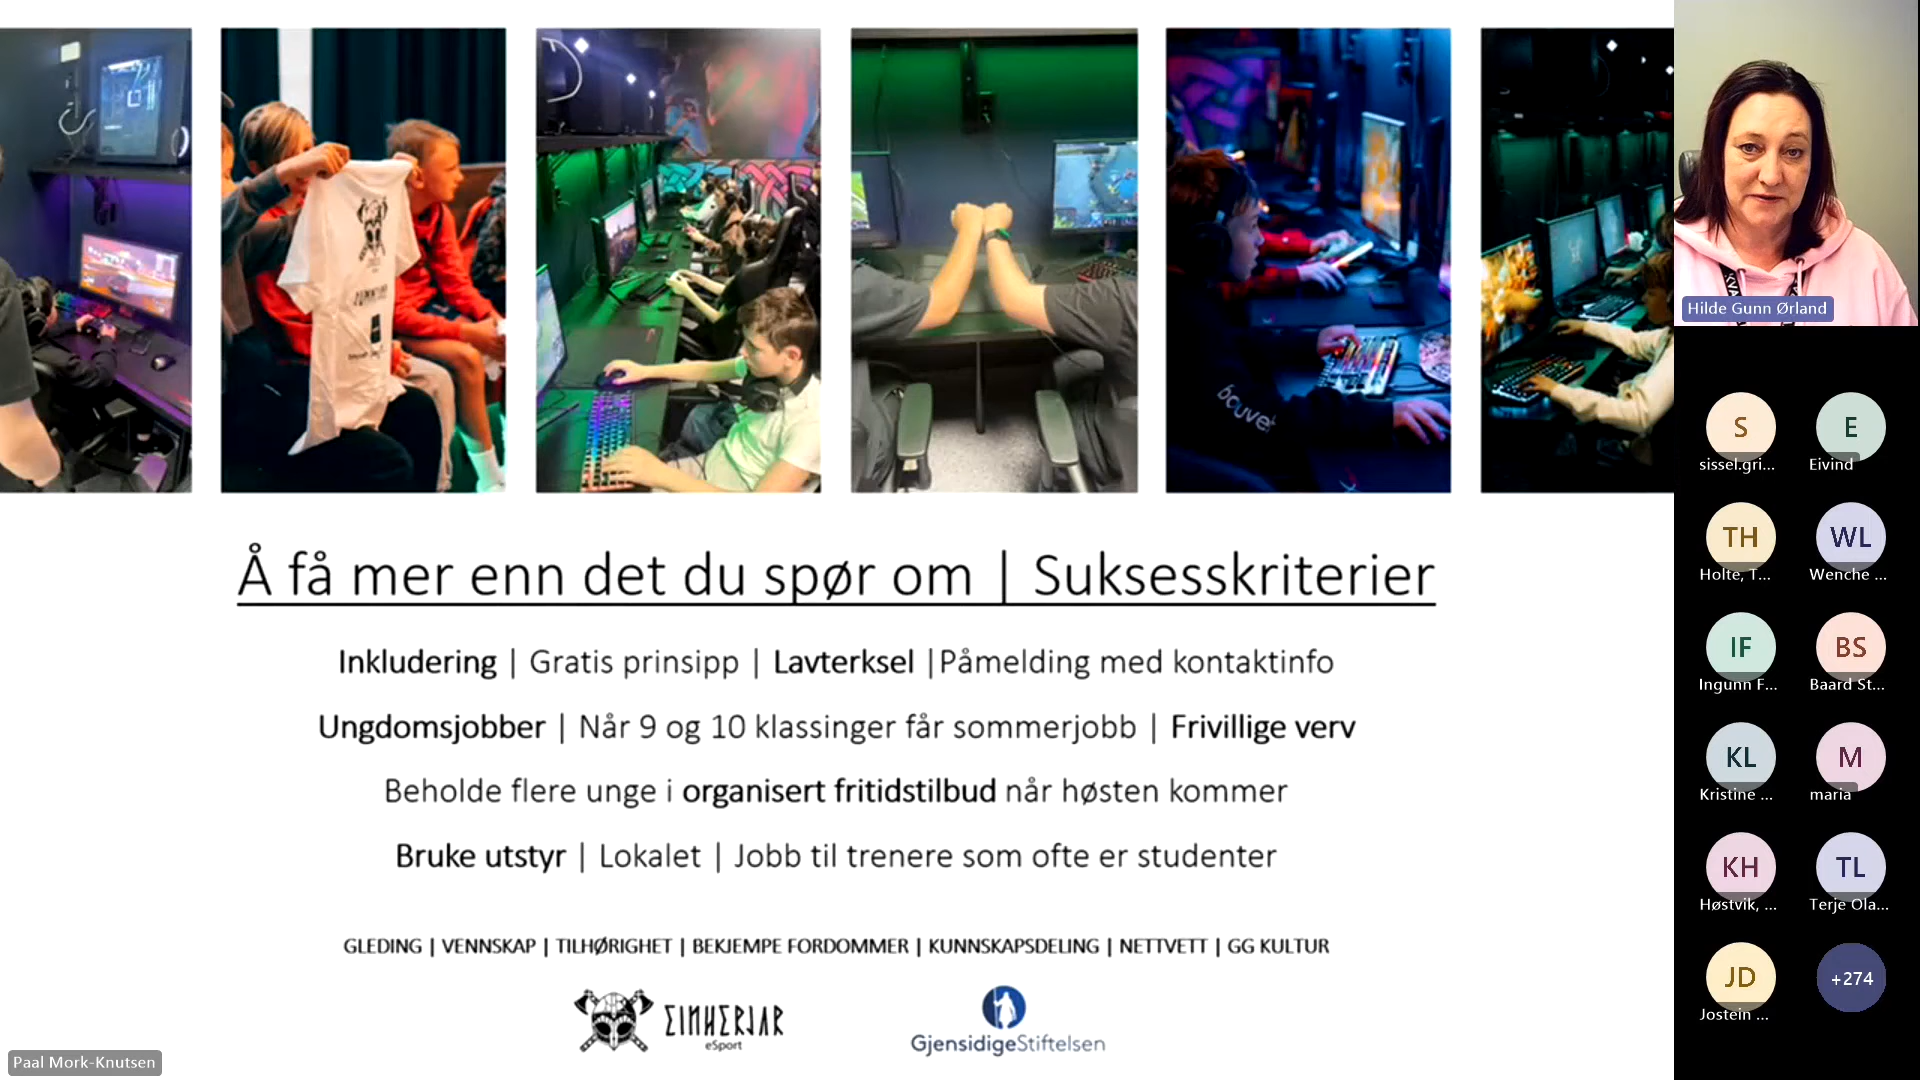 bouvet
Å få mer enn det du spør om | Suksesskriterier
Inkludering | Gratis prinsipp | Lavterksel |Påmelding med kontaktinfo
Ungdomsjobber | Når 9 og 10 klassinger får sommerjobb | Frivillige verv
Beholde flere unge i organisert fritidstilbud når høsten kommer
Bruke utstyr | Lokalet | Jobb til trenere som ofte er studenter
GLEDING | VENNSKAP | TILHØRIGHET | BEKJEMPE FORDOMMER | KUNNSKAPSDELING | NETTVETT | GG KULTUR
EIMHERJAR
eSport
GjensidigeStiftelsen
Paal Mork-Knutsen
Hilde Gunn Ørland
S
sissel.gri...
E
Eivind
TH
Holte, T...
WL
Wenche ...
IF
Ingunn F...
BS
Baard St...
KL
Kristine ...
M
maria
KH
Høstvik, ...
TL
Terje Ola...
JD
Jostein ...
+274